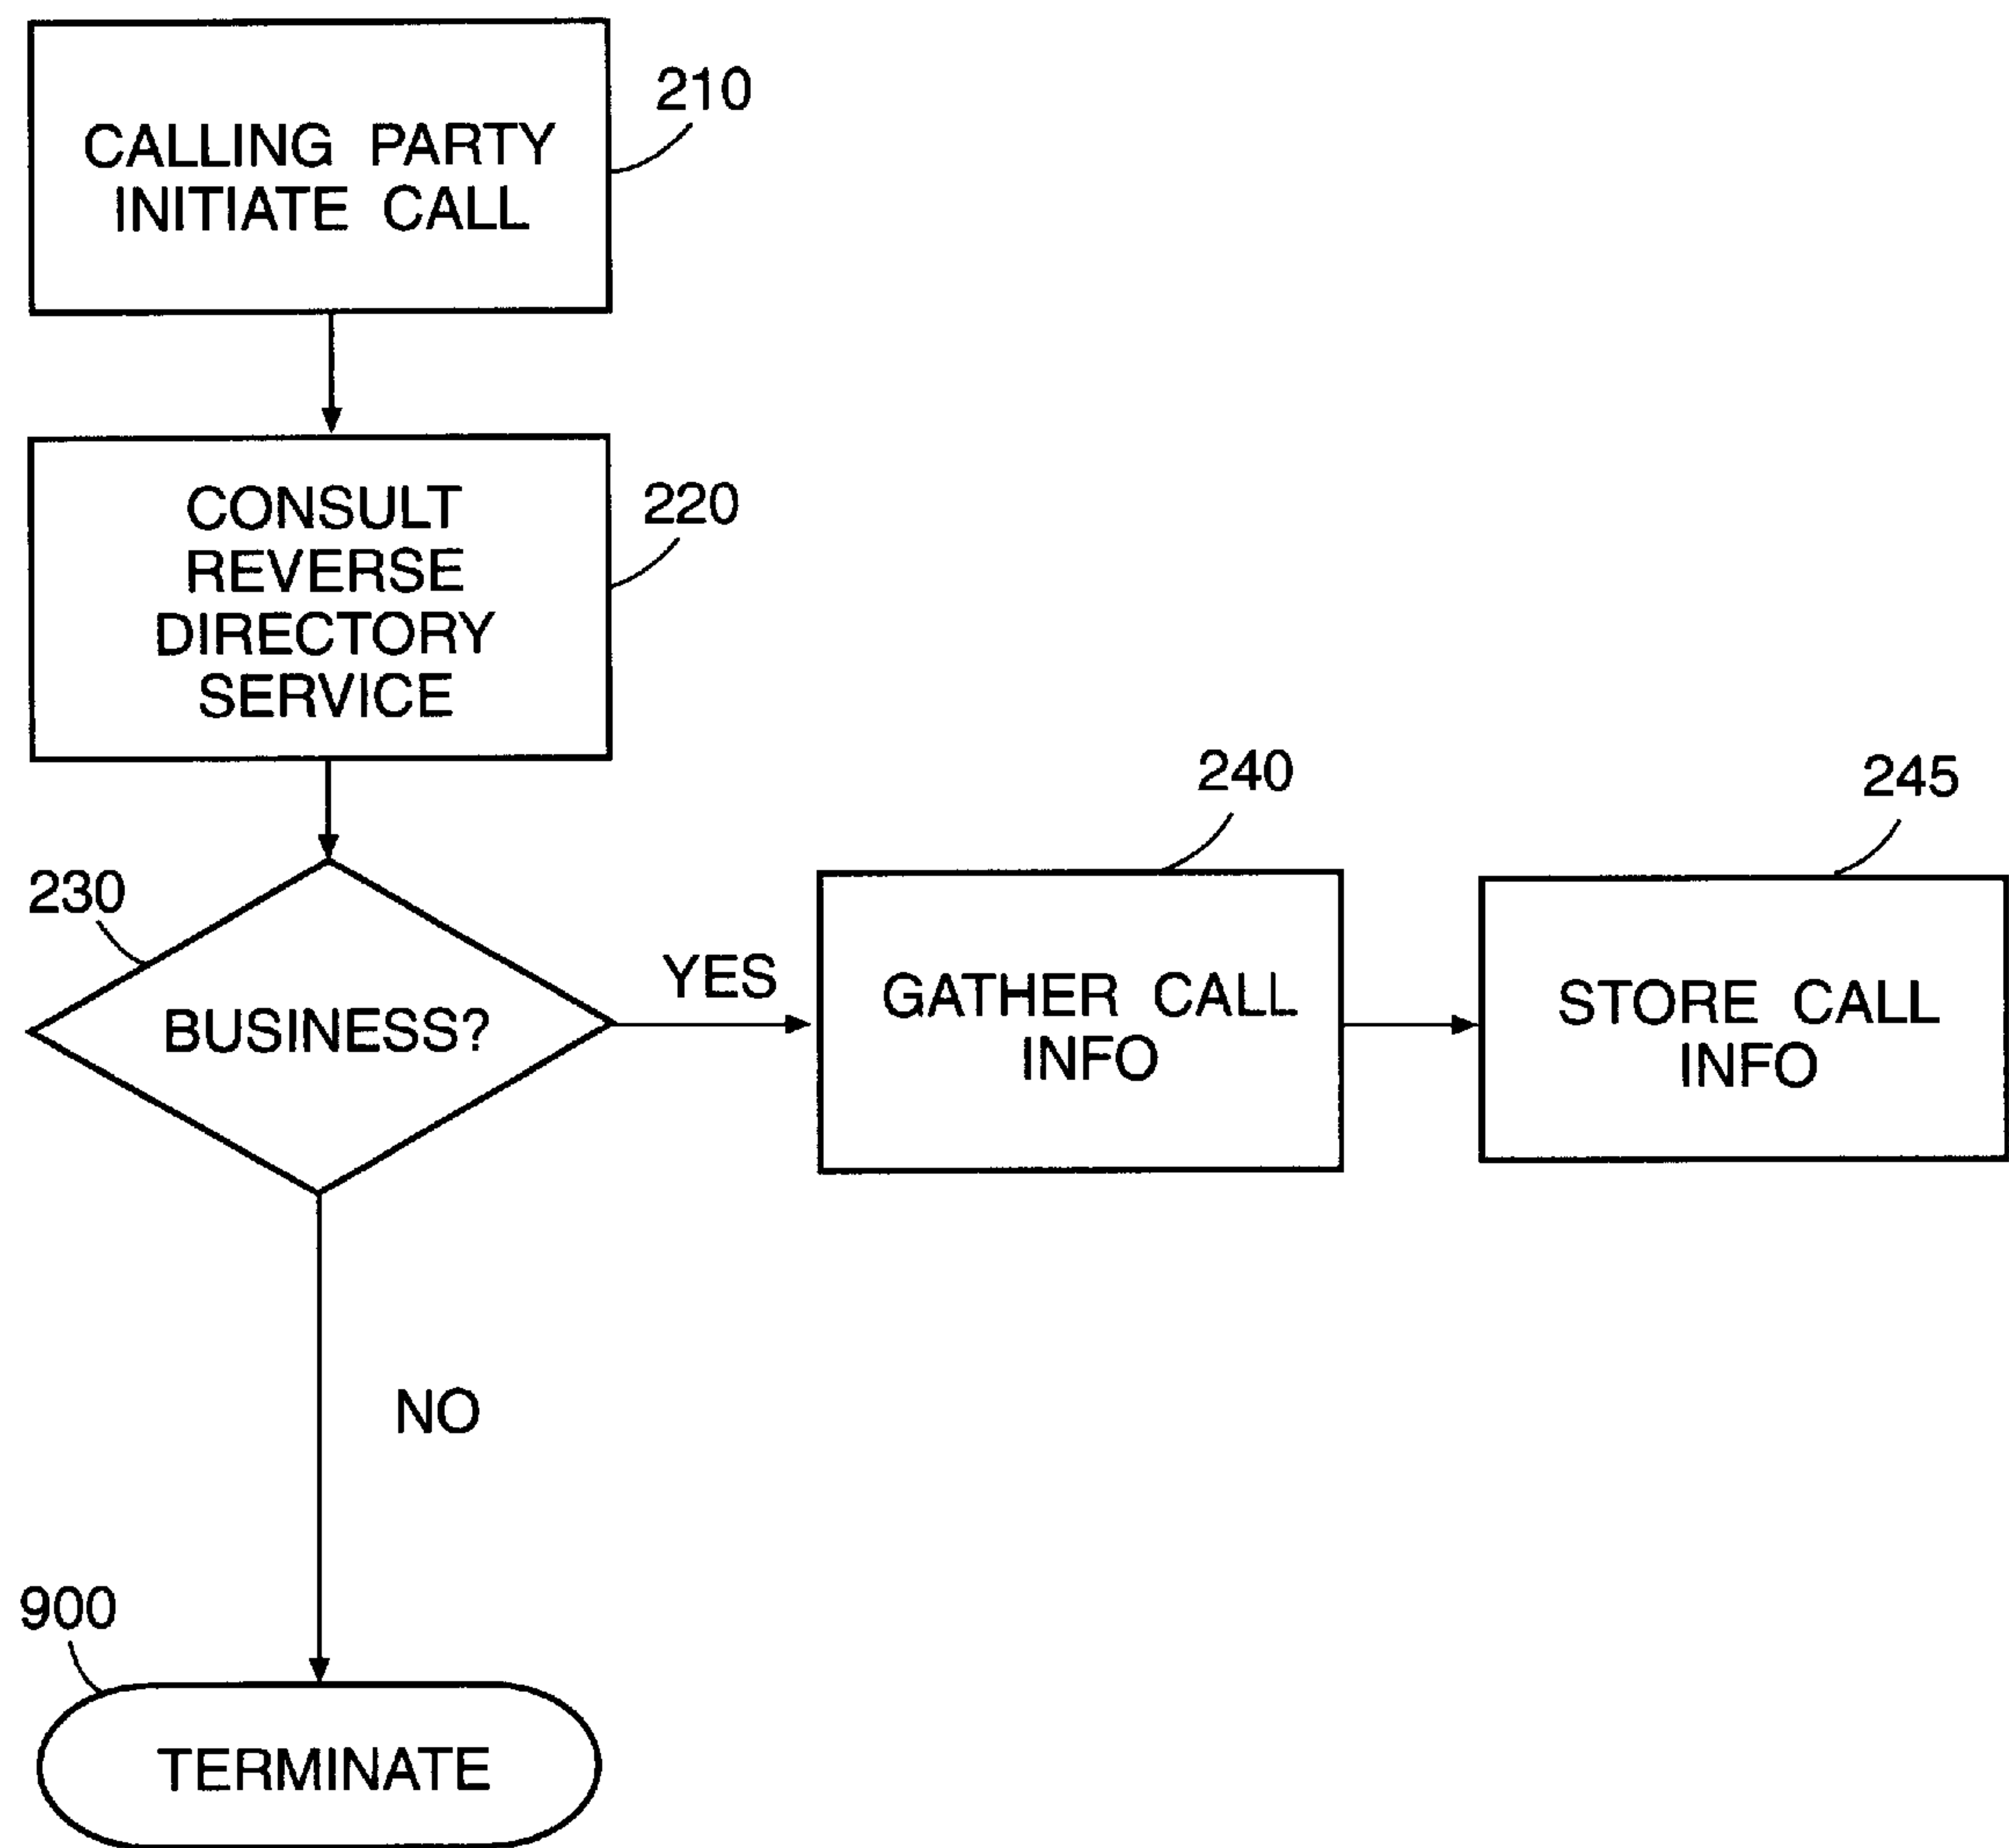 CALLING PARTY
INITIATE CALL
210
CONSULT
REVERSE
DIRECTORY
SERVICE
220
230
BUSINESS?
YES
240
GATHER CALL
INFO
245
STORE CALL
INFO
NO
900
TERMINATE